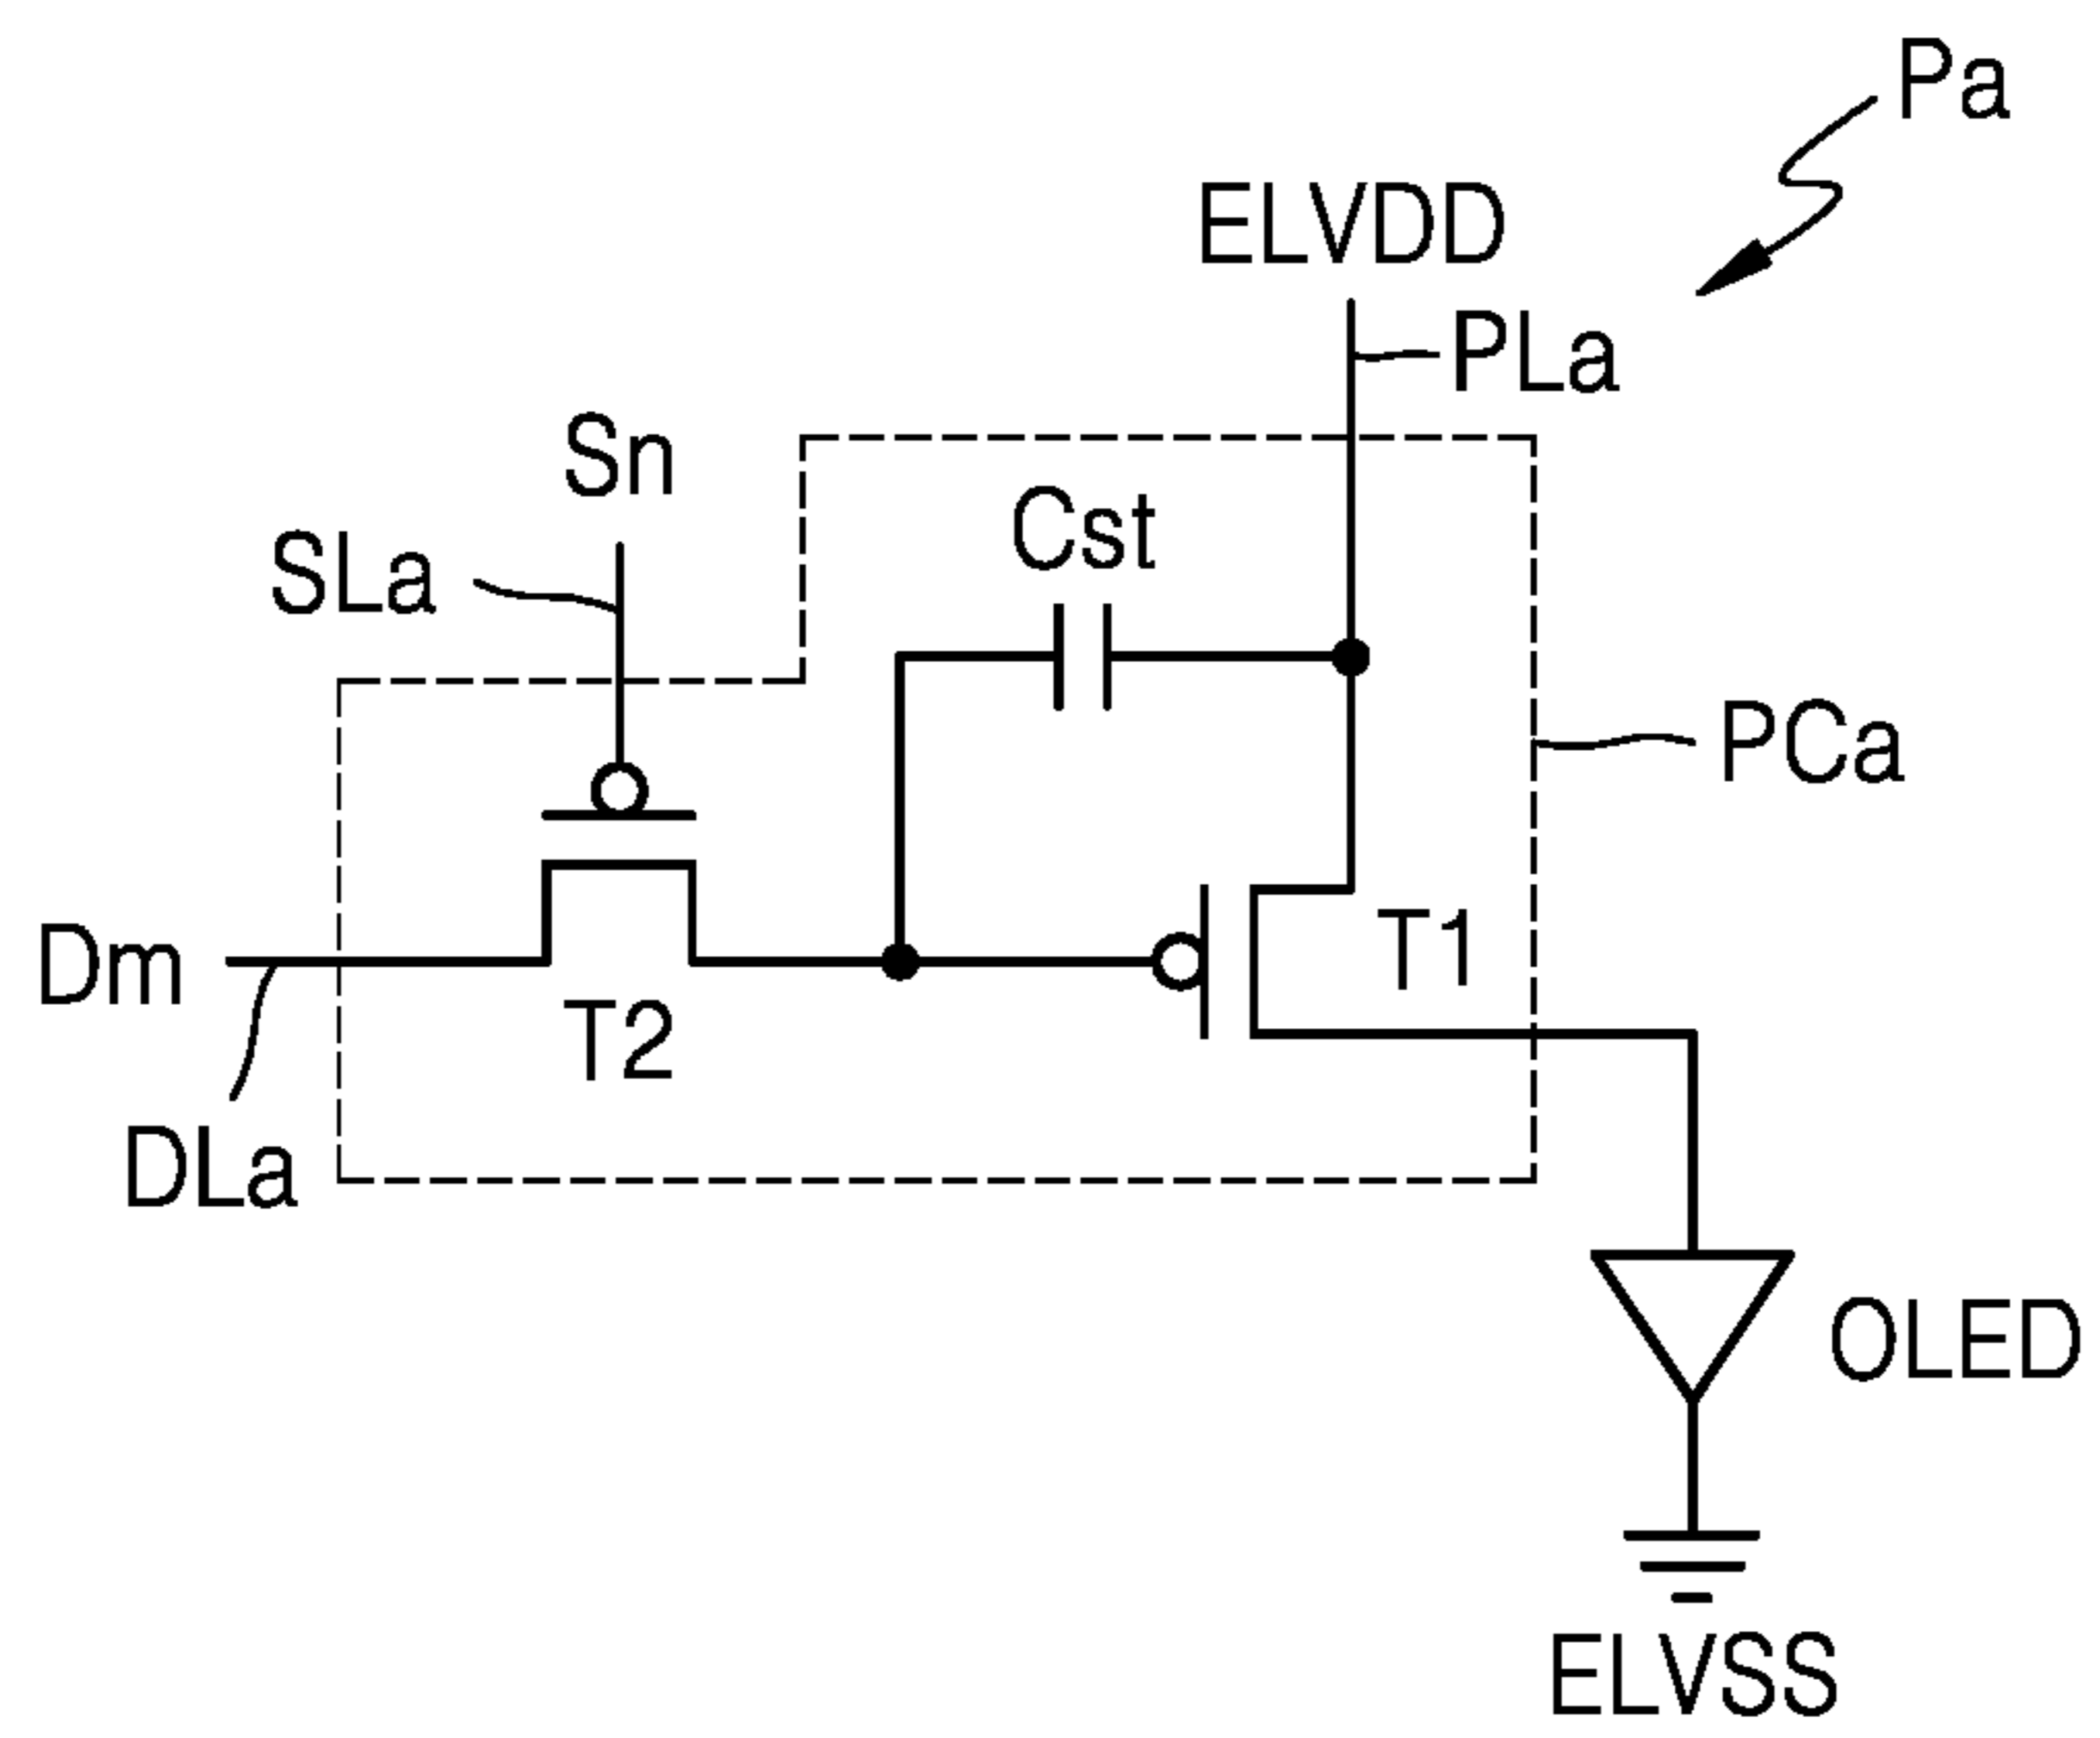 Pa
ELVDD
PLa
Sn
Cst
SLa
PCa
T1
Dm
T2
DLa
OLED
ELVSS